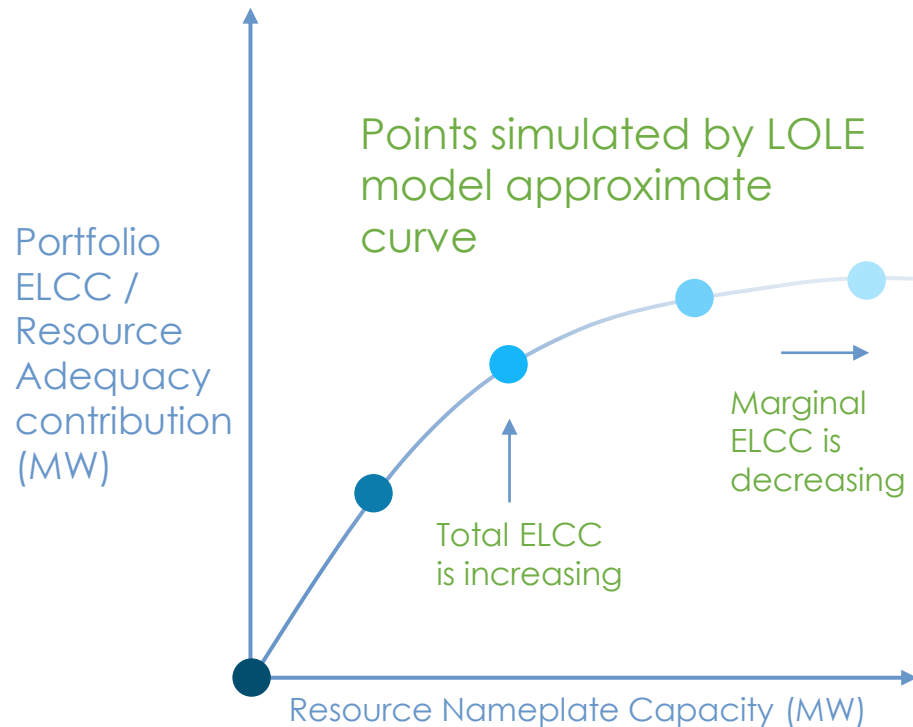 Points simulated by LOLE
model approximate
curve
Portfolio
ELCC /
Resource
Adequacy
contribution
(MW)
Marginal
ELCC is
decreasing
Total ELCC
is increasing
Resource Nameplate Capacity (MW)